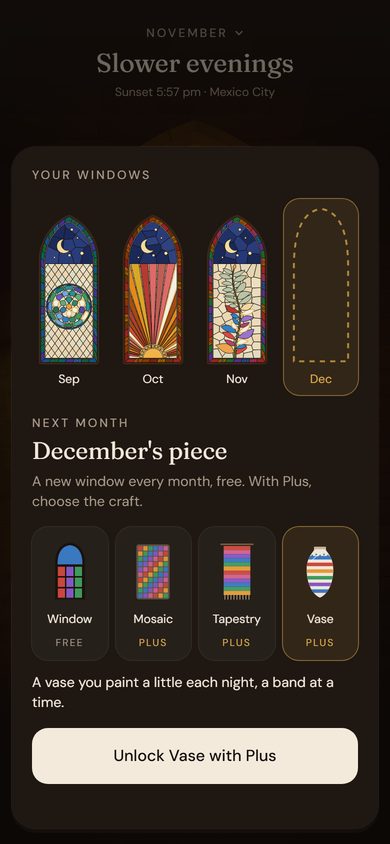 NOVEMBER
Slower evenings
Sunset 5:57 pm · Mexico City
YOUR WINDOWS
Sep
Oct
Nov
Dec
NEXT MONTH
December's piece
A new window every month, free. With Plus,
choose the craft.
Window
Mosaic
Tapestry
Vase
FREE
PLUS
PLUS
PLUS
A vase you paint a little each night, a band at a
time.
Unlock Vase with Plus